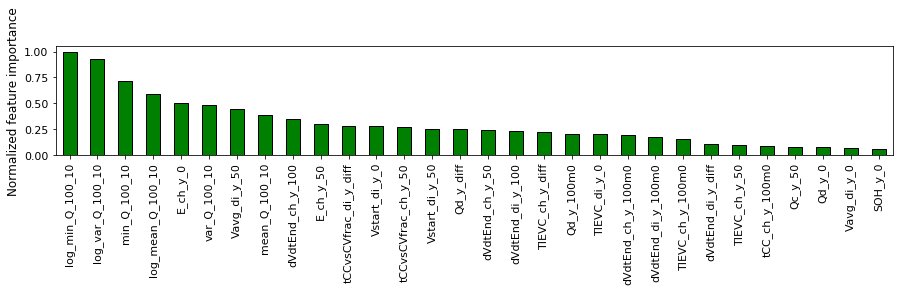 Normalized feature importance
1.00
0.75
0.50
0.25
0.00
log_min_Q_100_10
log_var_Q_100_10
min_Q_100_10
log_mean_Q_100_10
E_ch_y_0
var_Q_100_10
Vavg_di_y_50
mean_Q_100_10
dVdtEnd_ch_y_100
E_ch_y_50
tCCvsCVfrac_di_y_diff
Vstart_di_y_0
tCCvsCVfrac_ch_y_50
Vstart_di_y_50
Qd_y_diff
dVdtEnd_ch_y_50
dVdtEnd_di_y_100
TIEVC_ch_y_diff
Qd_y_100m0
TIEVC_di_y_0
dVdtEnd_ch_y_100m0
dVdtEnd_di_y_100m0
TIEVC_ch_y_100m0
dVdtEnd_di_y_diff
TIEVC_ch_y_50
tCC_ch_y_100m0
Qc_y_50
Qd_y_0
Vavg_di_y_0
SOH_y_0